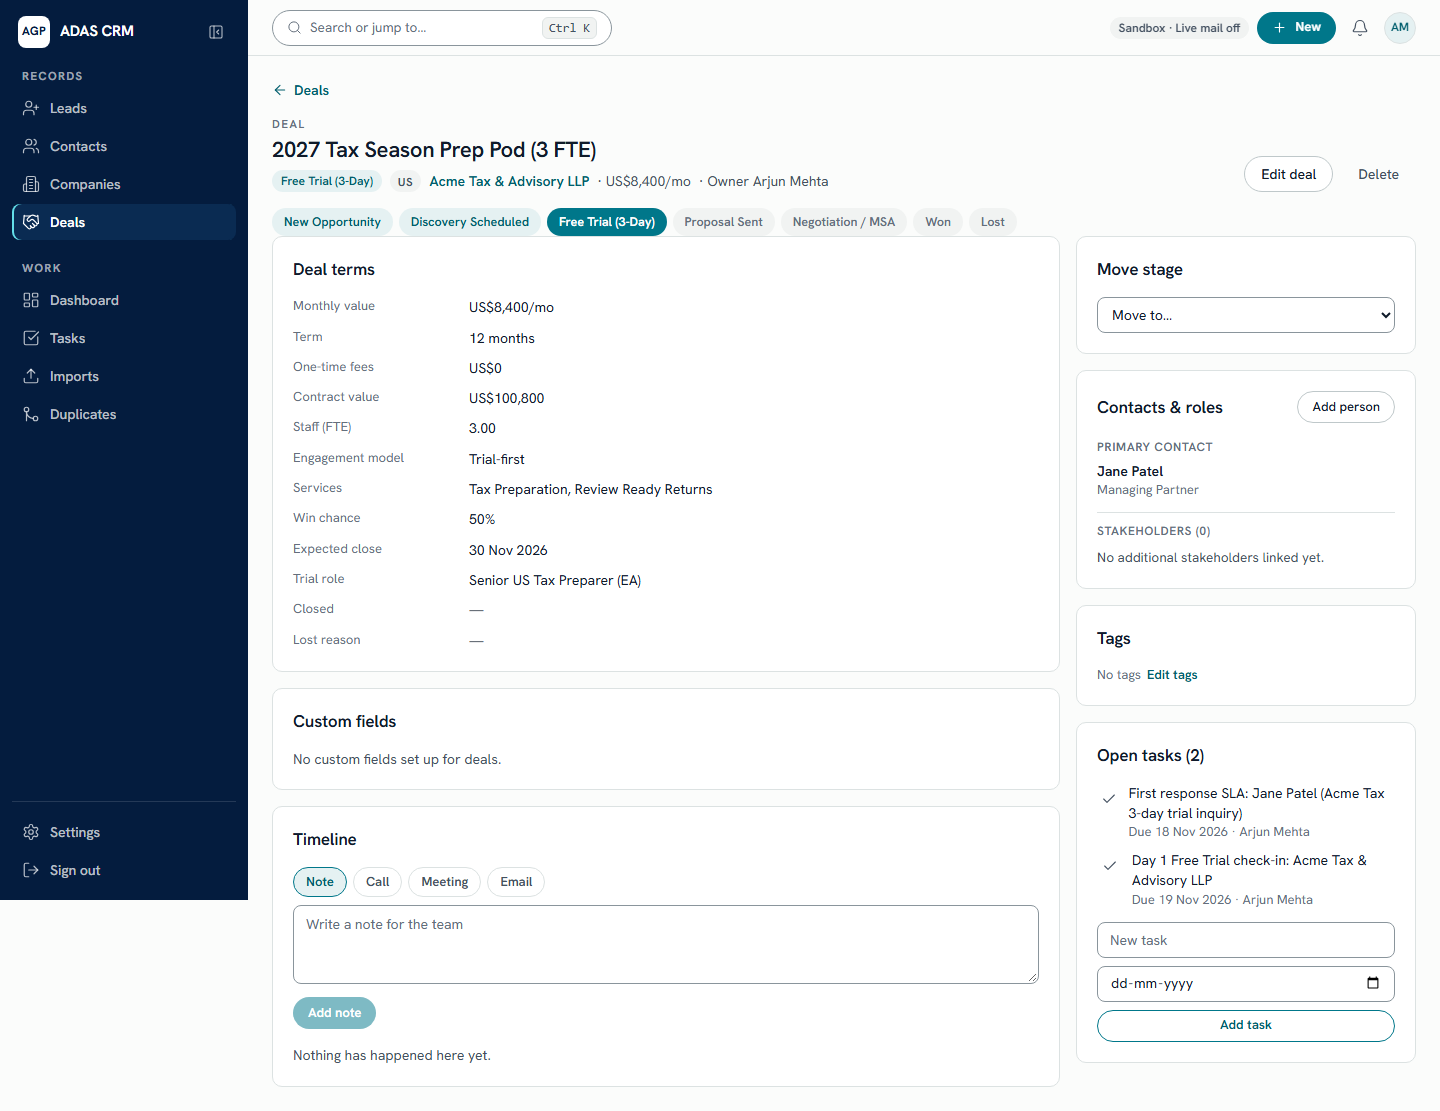 AGP
ADAS CRM
RECORDS
Leads
Contacts
Companies
Deals
WORK
Dashboard
Tasks
Imports
Duplicates
Settings
Sign out
Search or jump to...
Ctrl K
Sandbox · Live mail off
New
AM
Deals
DEAL
2027 Tax Season Prep Pod (3 FTE)
Free Trial (3-Day) US Acme Tax & Advisory LLP · US$8,400/mo · Owner Arjun Mehta
Edit deal
Delete
New Opportunity
Discovery Scheduled
Free Trial (3-Day)
Proposal Sent
Negotiation / MSA
Won
Lost
Deal terms
Monthly value US$8,400/mo
Term 12 months
One-time fees US$0
Contract value US$100,800
Staff (FTE) 3.00
Engagement model Trial-first
Services Tax Preparation, Review Ready Returns
Win chance 50%
Expected close 30 Nov 2026
Trial role Senior US Tax Preparer (EA)
Closed —
Lost reason —
Custom fields
No custom fields set up for deals.
Timeline
Note
Call
Meeting
Email
Write a note for the team
Add note
Nothing has happened here yet.
Move stage
Move to...
Contacts & roles
Add person
PRIMARY CONTACT
Jane Patel
Managing Partner
STAKEHOLDERS (0)
No additional stakeholders linked yet.
Tags
No tags Edit tags
Open tasks (2)
First response SLA: Jane Patel (Acme Tax
3-day trial inquiry)
Due 18 Nov 2026 · Arjun Mehta
Day 1 Free Trial check-in: Acme Tax &
Advisory LLP
Due 19 Nov 2026 · Arjun Mehta
New task
dd-mm-yyyy
Add task